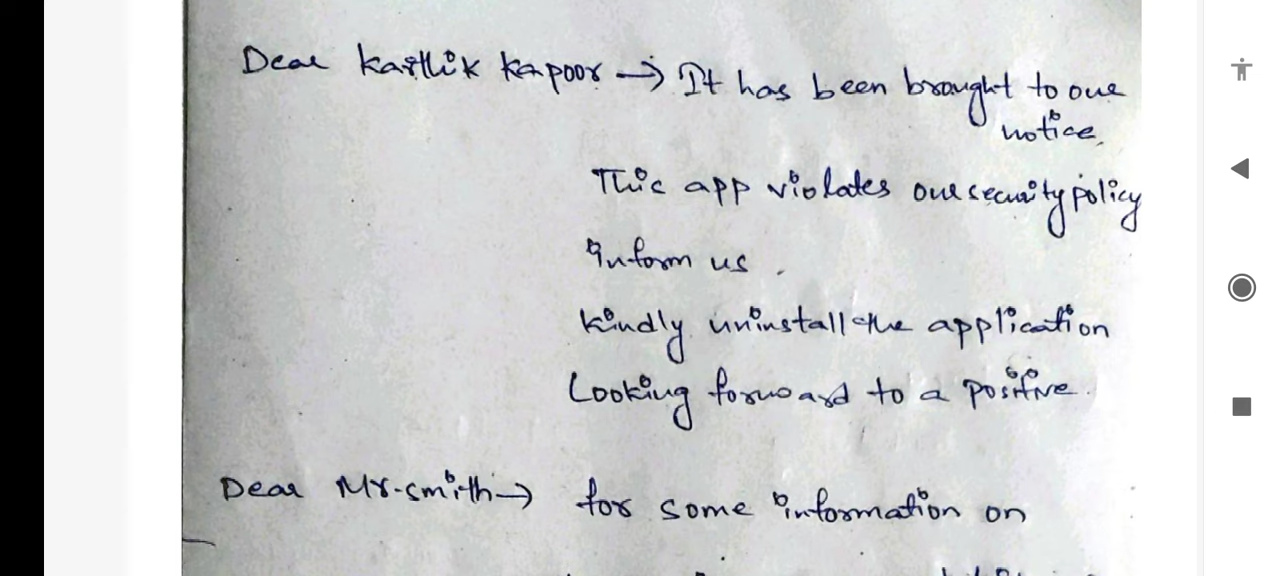 Dear Karthik Kapoor → It has been brought to our
notice.
This app violates our security policy
Inform us.
Kindly uninstall the application
Looking forward to a positive.
Dear Mr. smith → for some information on